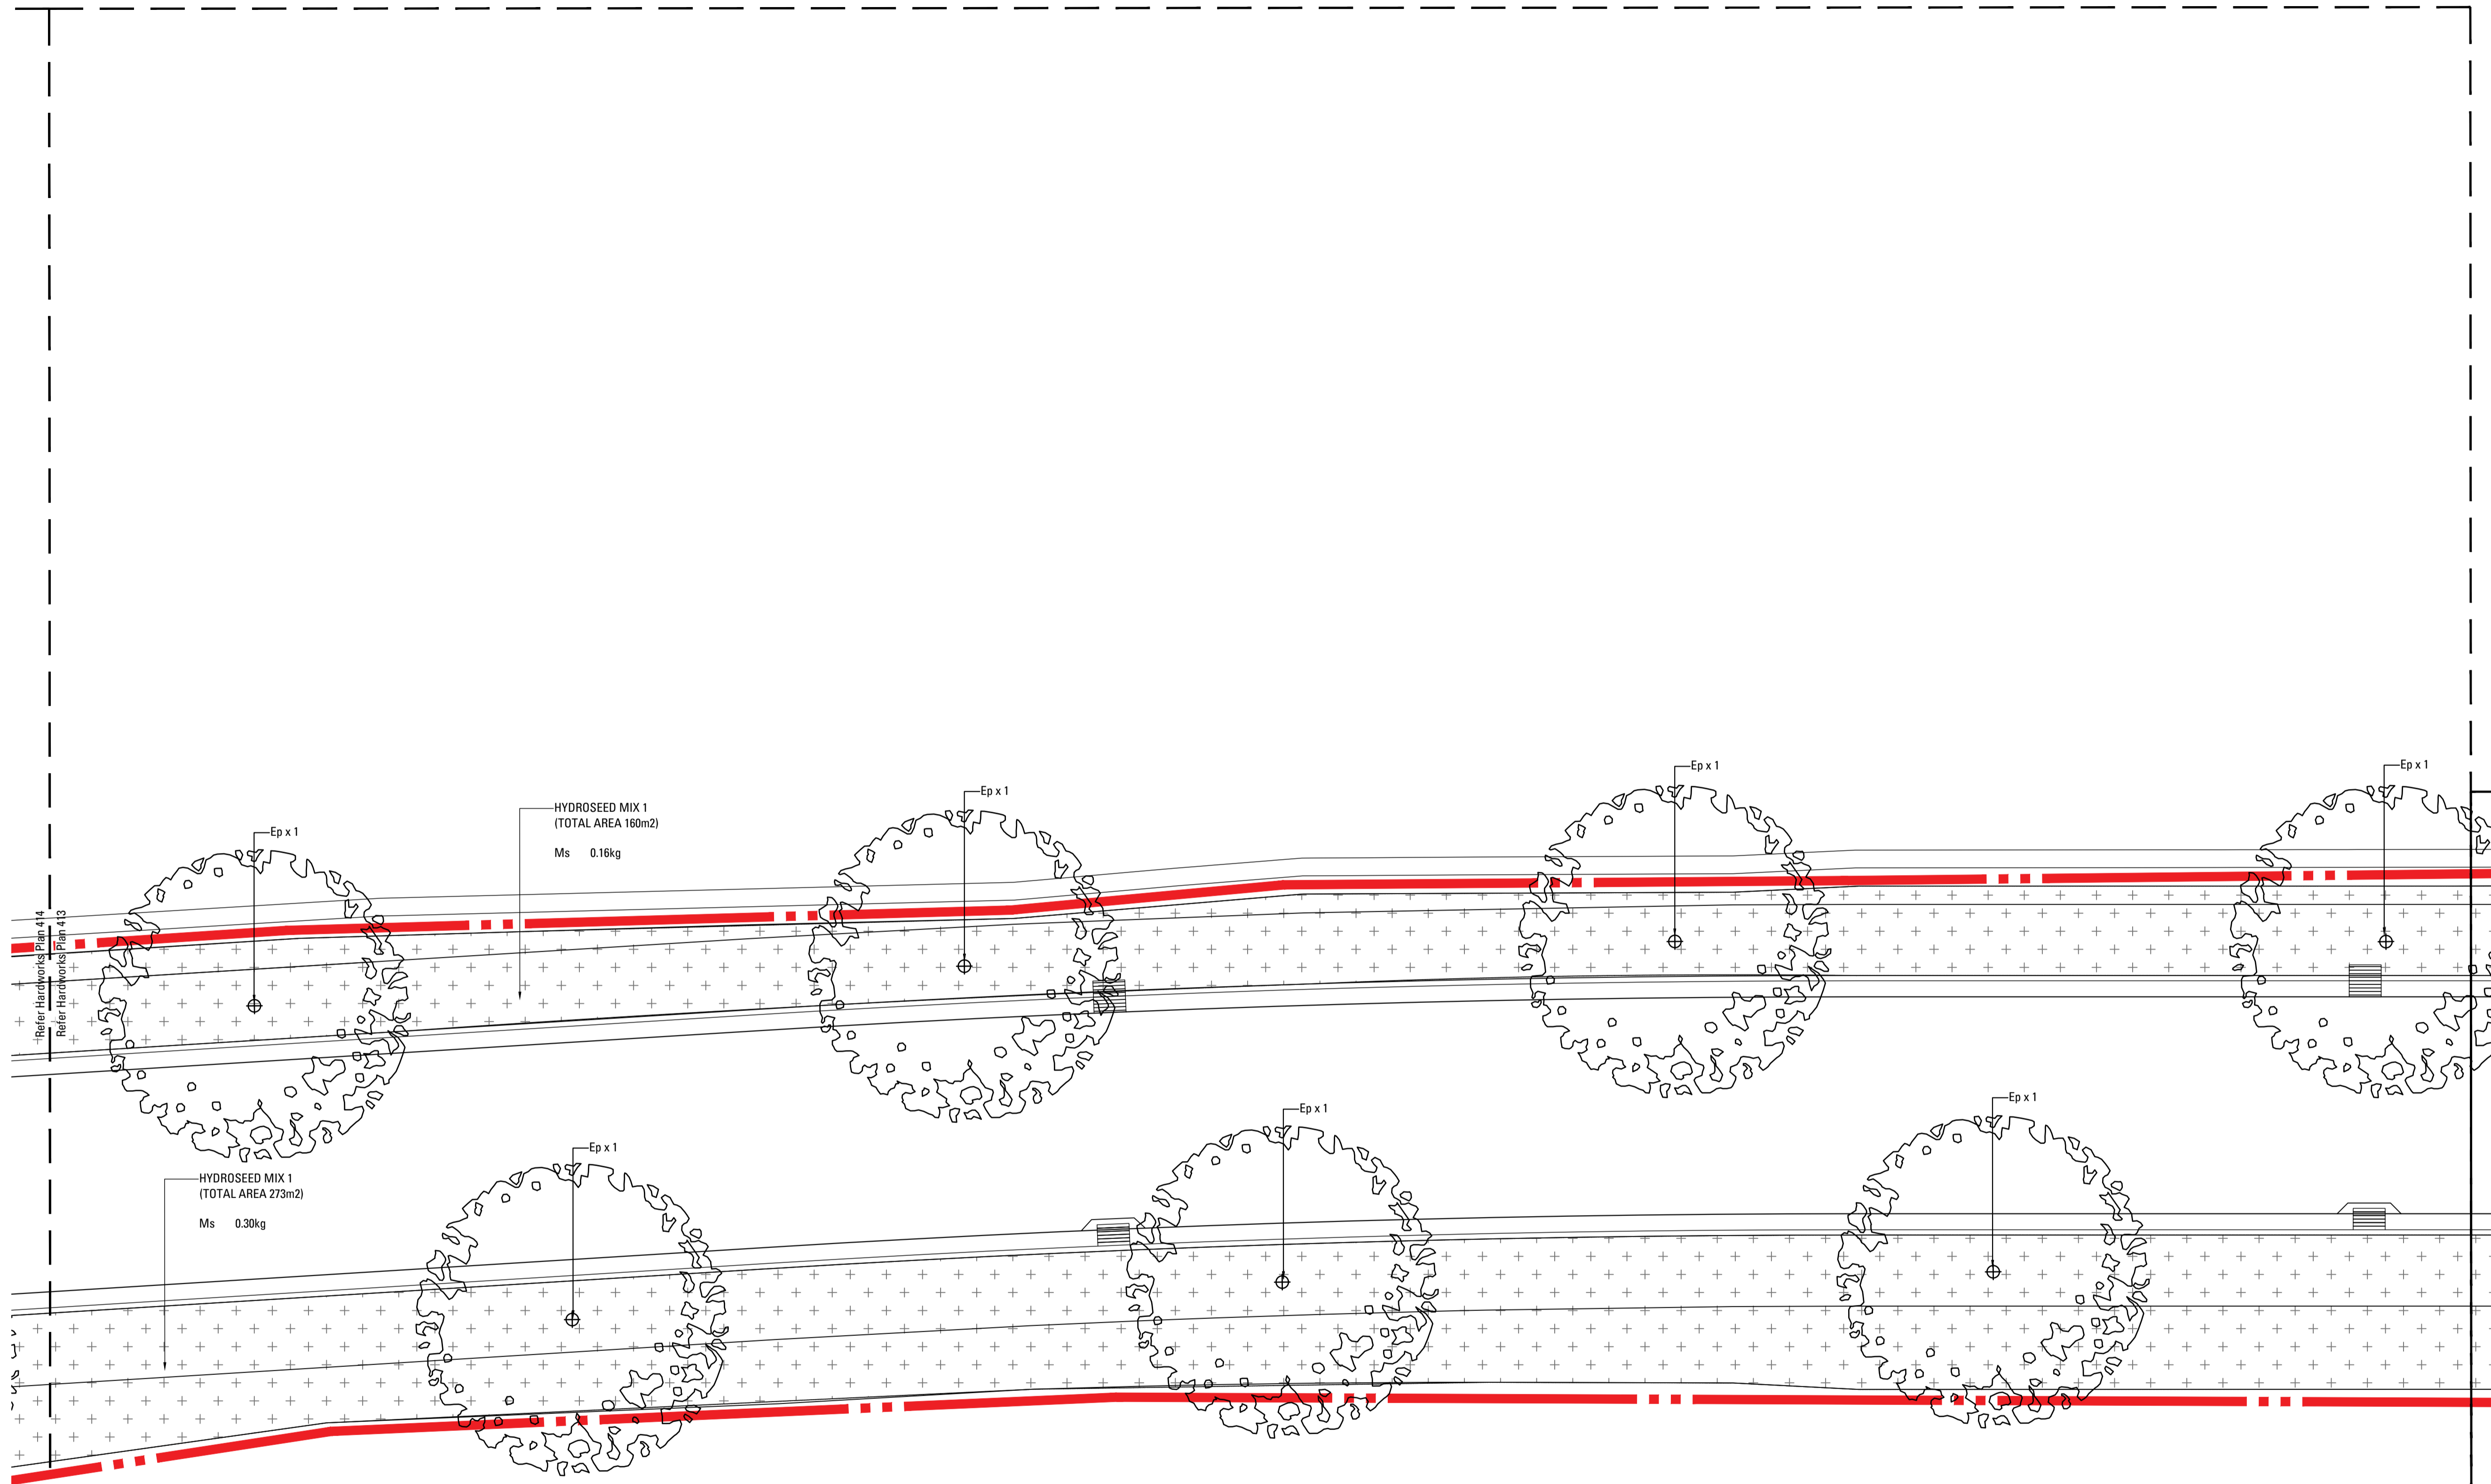 Ep x 1
Ep x 1
Ep x 1
HYDROSEED MIX 1
(TOTAL AREA 160m2)
Ms 0.16kg
Ep x 1
Refer Hardworks Plan 414
Refer Hardworks Plan 413
Ep x 1
Ep x 1
Ep x 1
HYDROSEED MIX 1
(TOTAL AREA 273m2)
Ms 0.30kg